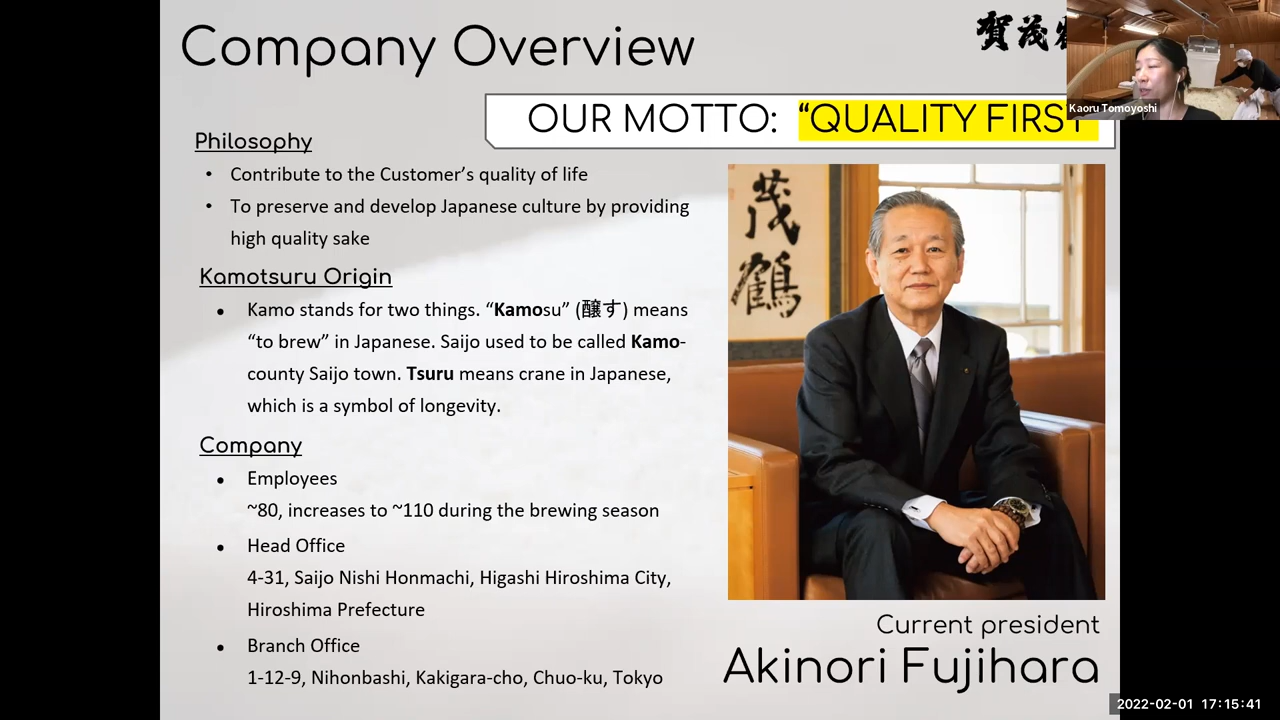 Company Overview
賀茂
Kaoru Tomoyoshi
OUR MOTTO: “QUALITY FIRST
Philosophy
• Contribute to the Customer’s quality of life
• To preserve and develop Japanese culture by providing
high quality sake
Kamotsuru Origin
• Kamo stands for two things. “Kamosu” (醸す) means
“to brew” in Japanese. Saijo used to be called Kamo-
county Saijo town. Tsuru means crane in Japanese,
which is a symbol of longevity.
Company
• Employees
~80, increases to ~110 during the brewing season
• Head Office
4-31, Saijo Nishi Honmachi, Higashi Hiroshima City,
Hiroshima Prefecture
• Branch Office
1-12-9, Nihonbashi, Kakigara-cho, Chuo-ku, Tokyo
茂
鶴
Current president
Akinori Fujihara
2022-02-01 17:15:41